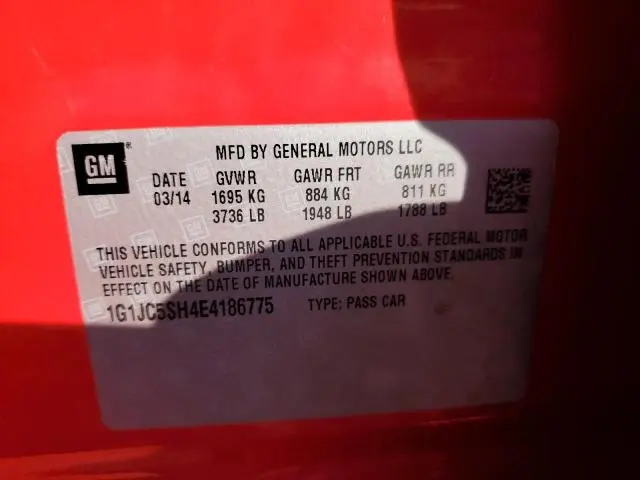 GM ®
MFD BY GENERAL MOTORS LLC
DATE GVWR GAWR FRT GAWR RR
03/14 1695 KG 884 KG 811 KG
3736 LB 1948 LB 1788 LB
THIS VEHICLE CONFORMS TO ALL APPLICABLE U.S. FEDERAL MOTOR
VEHICLE SAFETY, BUMPER, AND THEFT PREVENTION STANDARDS IN
EFFECT ON THE DATE OF MANUFACTURE SHOWN ABOVE.
1G1JC5SH4E4186775 TYPE: PASS CAR